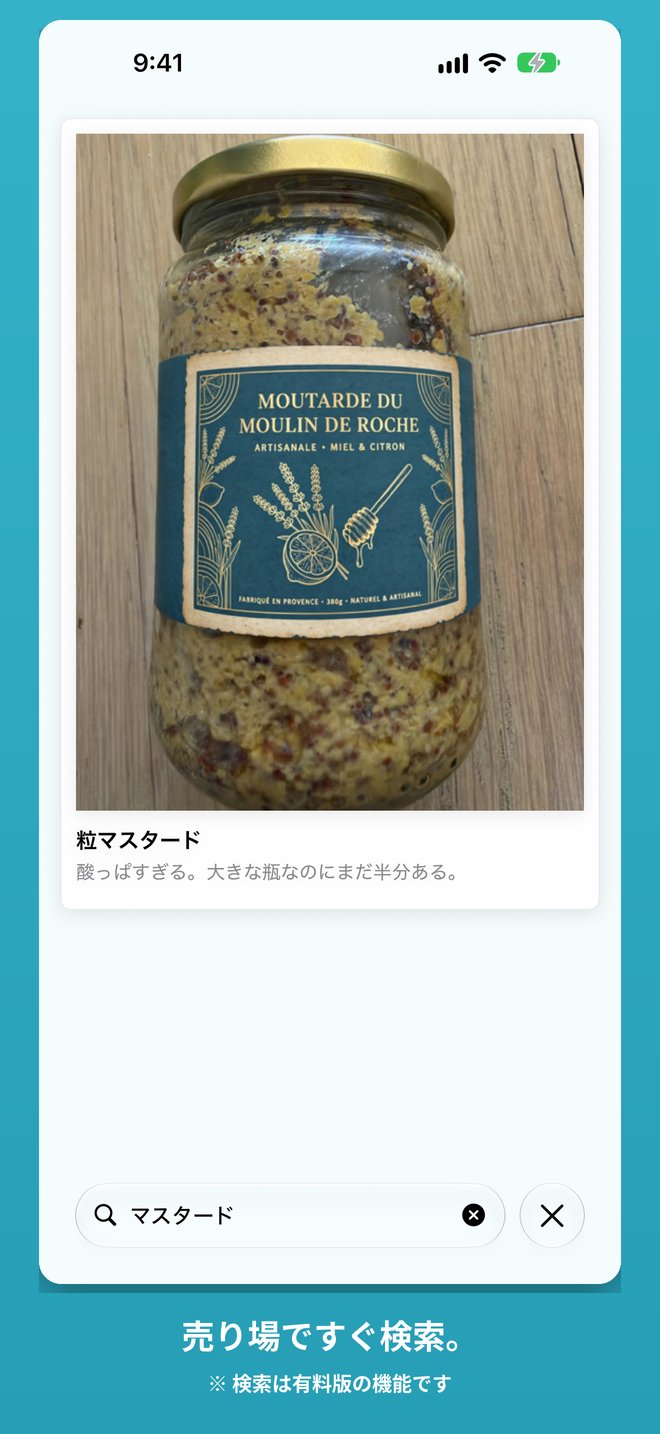 9:41
MOUTARDE DU
MOULIN DE ROCHE
ARTISANALE • MIEL & CITRON
FABRIQUÉ EN PROVENCE • 380g • NATUREL & ARTISANAL
粒マスタード
酸っぱすぎる。大きな瓶なのにまだ半分ある。
マスタード
売り場ですぐ検索。
※ 検索は有料版の機能です